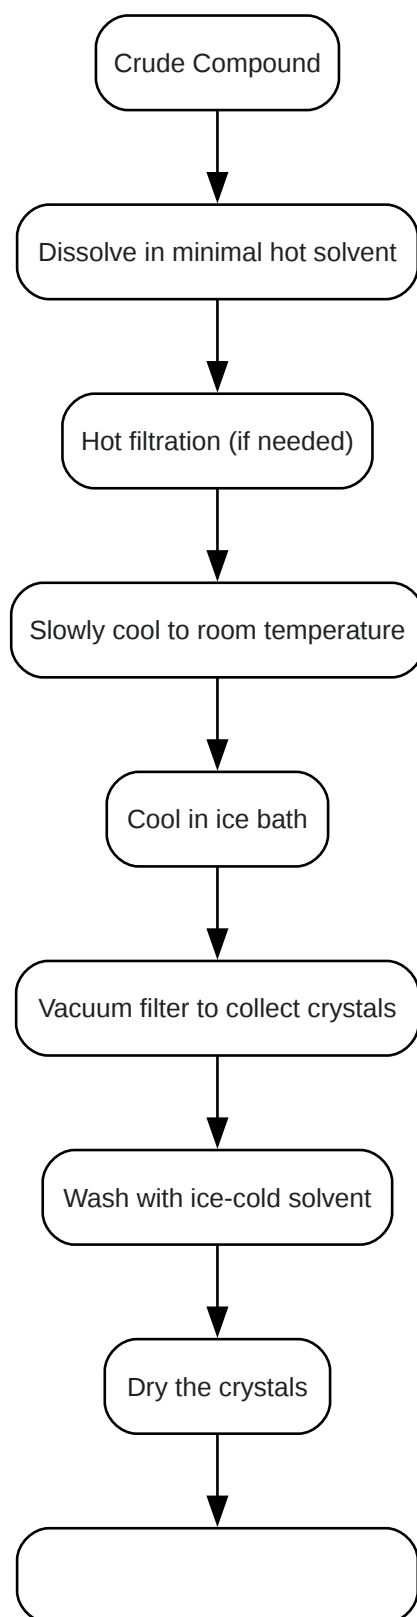 Crude Compound
Dissolve in minimal hot solvent
Hot filtration (if needed)
Slowly cool to room temperature
Cool in ice bath
Vacuum filter to collect crystals
Wash with ice-cold solvent
Dry the crystals